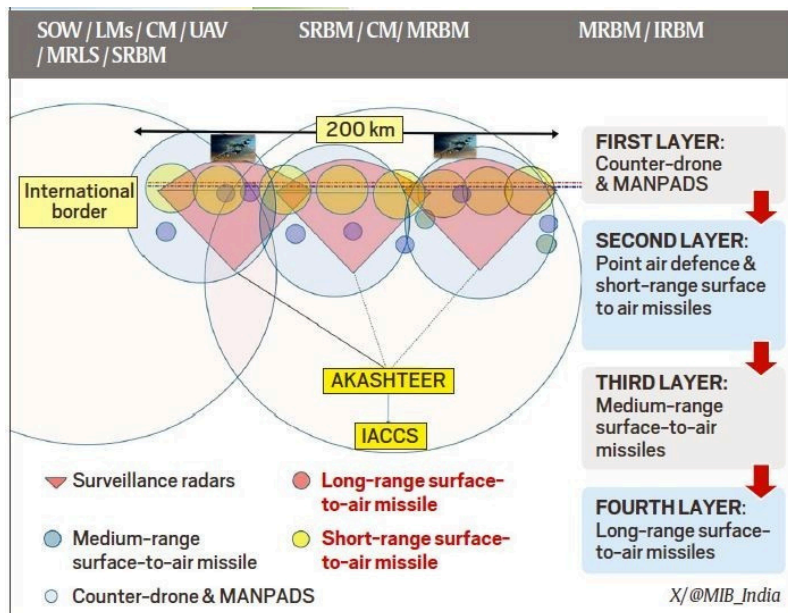 SOW / LMs / CM / UAV
/ MRLS / SRBM
SRBM / CM/ MRBM
MRBM / IRBM
200 km
International
border
AKASHTEER
IACCS
FIRST LAYER:
Counter-drone
& MANPADS
SECOND LAYER:
Point air defence &
short-range surface
to air missiles
THIRD LAYER:
Medium-range
surface-to-air
missiles
FOURTH LAYER:
Long-range surface-
to-air missiles
Surveillance radars
Long-range surface-
to-air missile
Medium-range
surface-to-air missile
Short-range surface-
to-air missile
Counter-drone & MANPADS
X/ @MIB_India